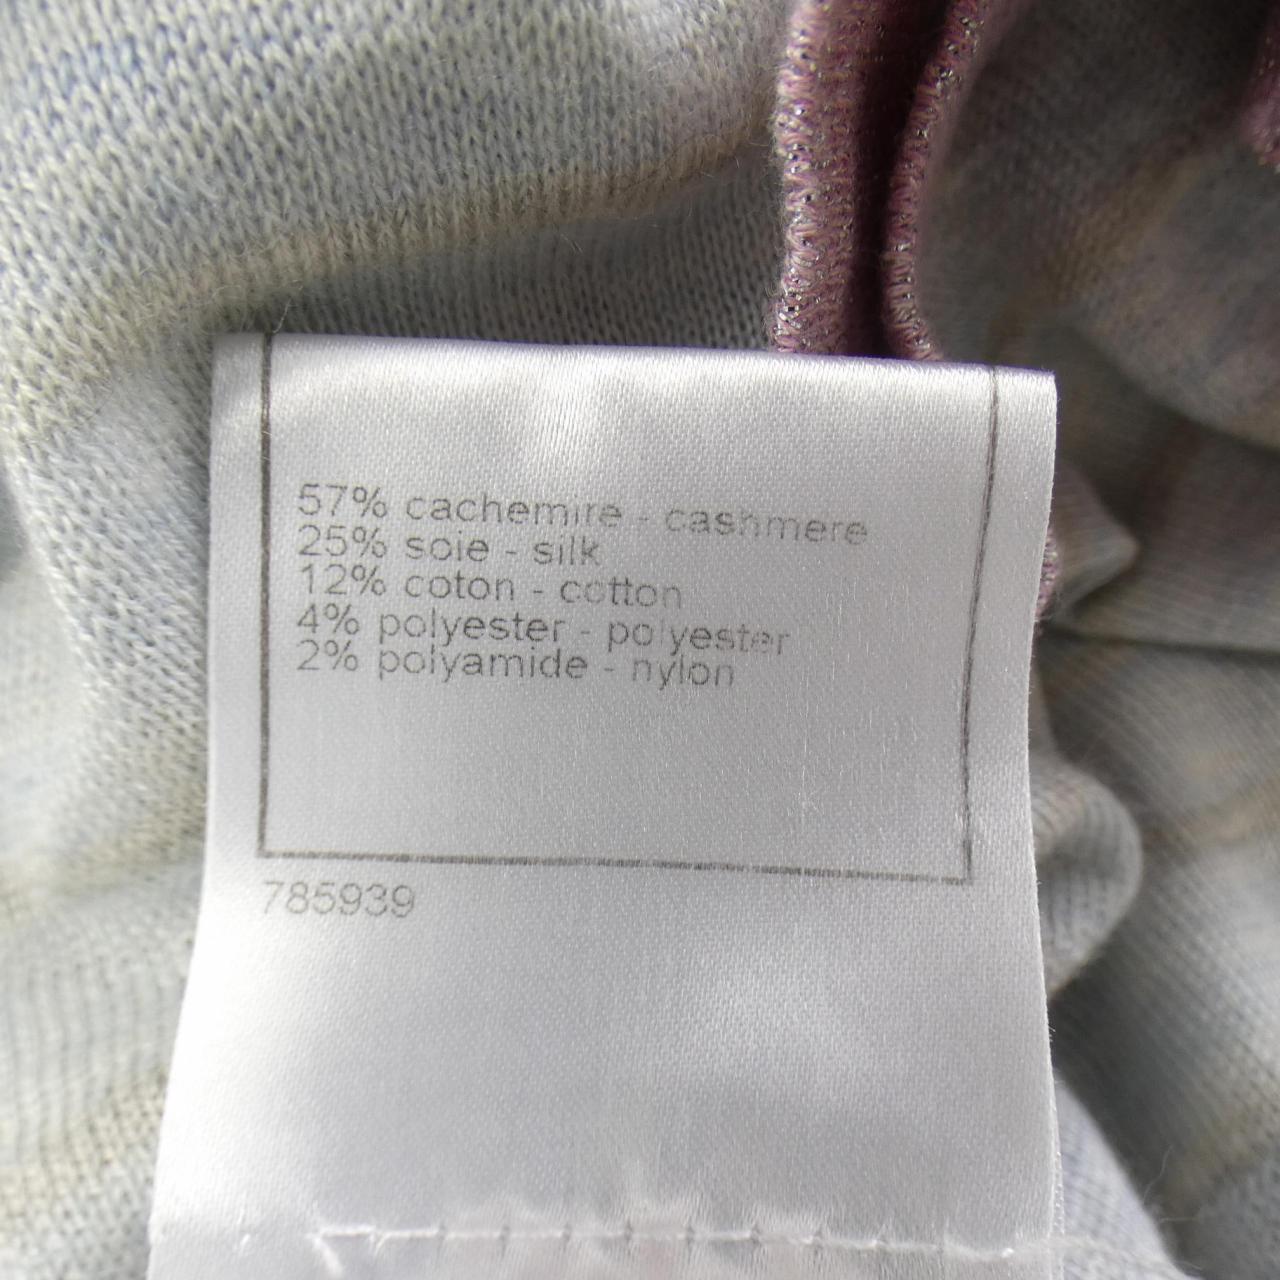 57% cachemire - cashmere
25% soie - silk
12% coton - cotton
4% polyester - polyester
2% polyamide - nylon
785939